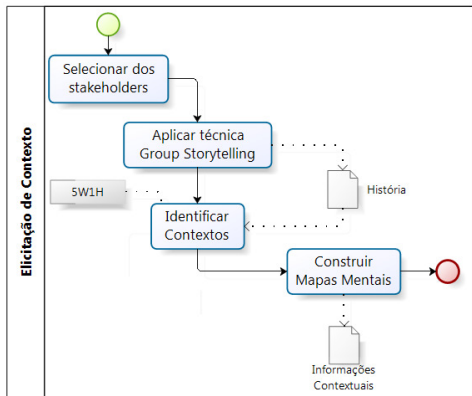 Elicitação de Contexto
Selecionar dos
stakeholders
Aplicar técnica
Group Storytelling
História
5W1H
Identificar
Contextos
Construir
Mapas Mentais
Informações
Contextuais